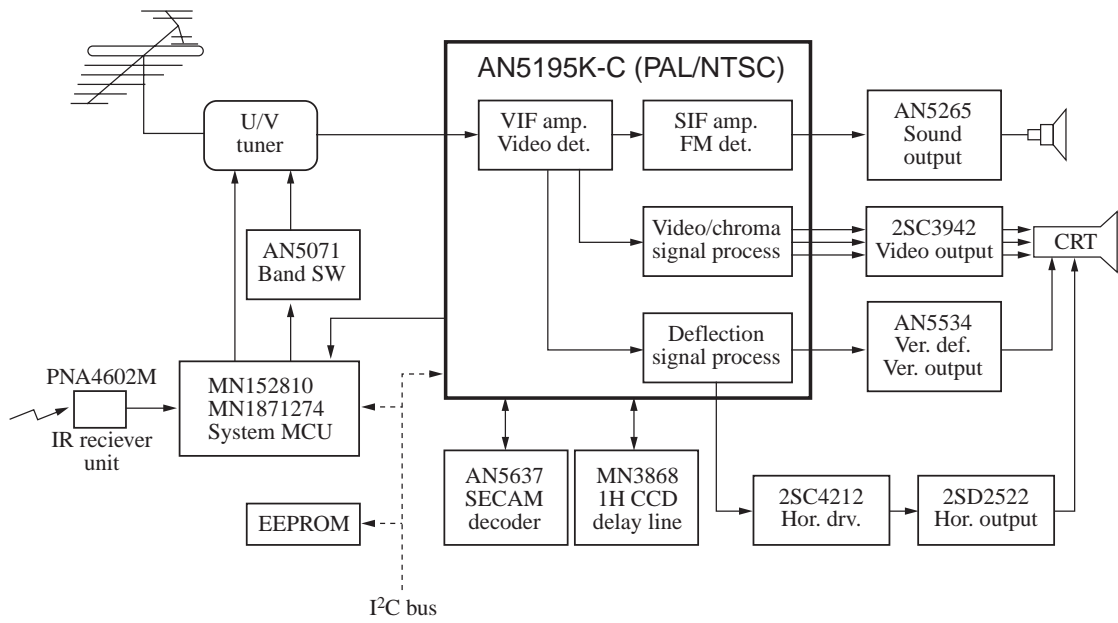 AN5195K-C (PAL/NTSC)
U/V
tuner
VIF amp.
Video det.
SIF amp.
FM det.
AN5265
Sound
output
AN5071
Band SW
Video/chroma
signal process
2SC3942
Video output
CRT
Deflection
signal process
AN5534
Ver. def.
Ver. output
PNA4602M
IR reciever
unit
MN152810
MN1871274
System MCU
AN5637
SECAM
decoder
MN3868
1H CCD
delay line
2SC4212
Hor. drv.
2SD2522
Hor. output
EEPROM
I²C bus